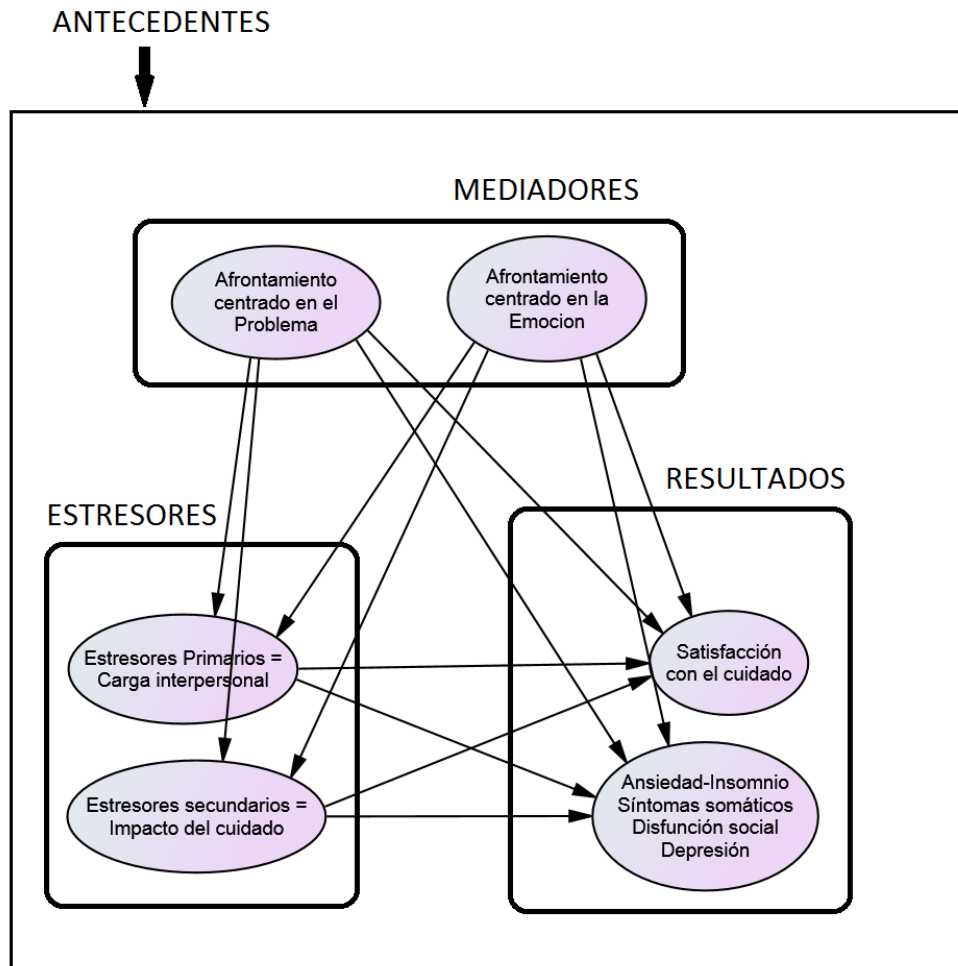 ANTECEDENTES
MEDIADORES
Afrontamiento
centrado en el
Problema
Afrontamiento
centrado en la
Emocion
ESTRESORES
Estresores Primarios =
Carga interpersonal
Estresores secundarios =
Impacto del cuidado
RESULTADOS
Satisfacción
con el cuidado
Ansiedad-Insomnio
Síntomas somáticos
Disfunción social
Depresión